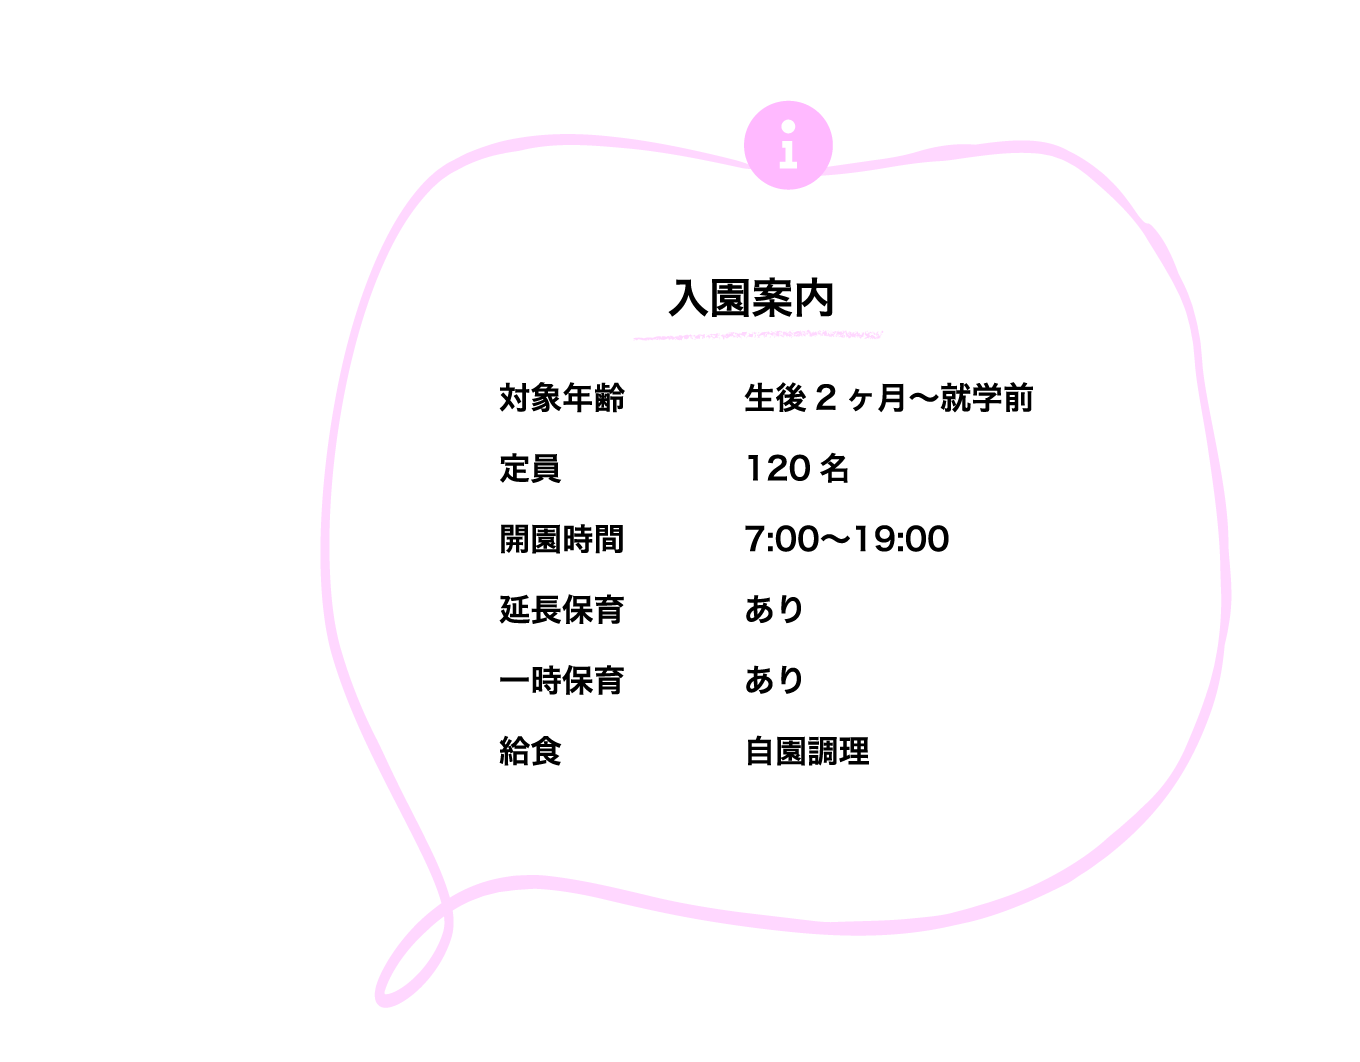 入園案内
対象年齢 生後2ヶ月〜就学前
定員 120名
開園時間 7:00〜19:00
延長保育 あり
一時保育 あり
給食 自園調理